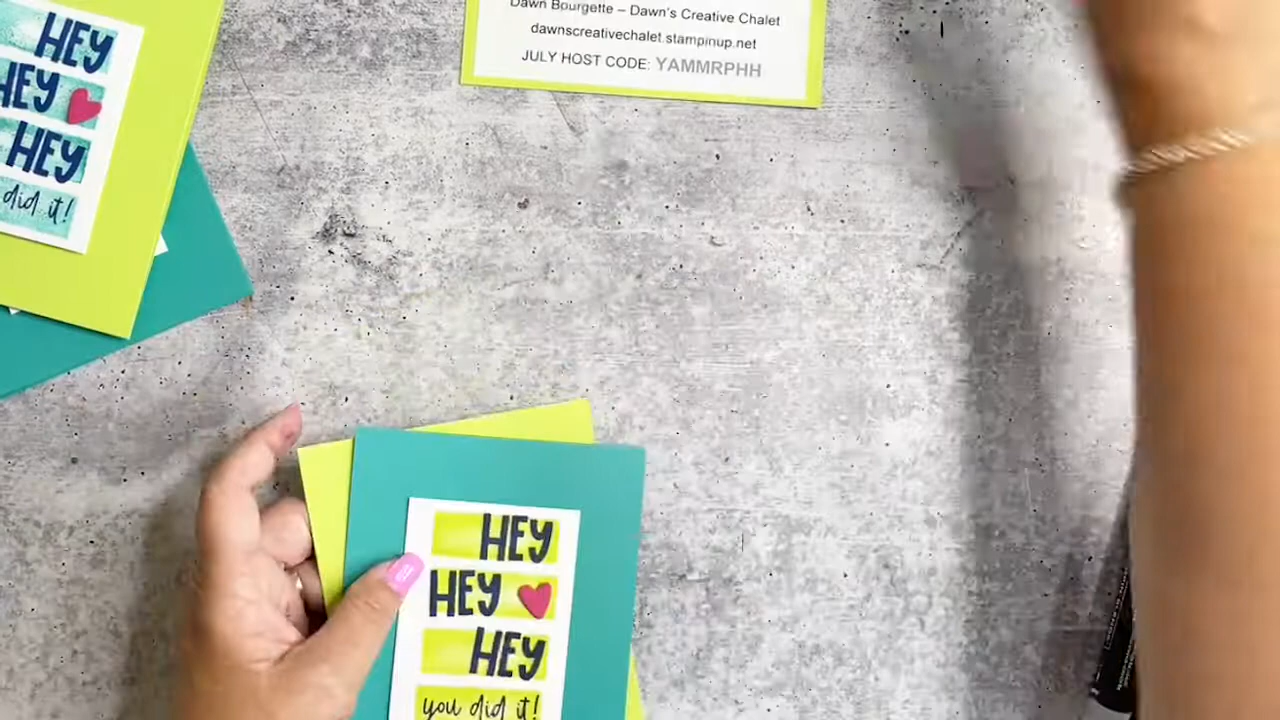 HEY
HEY
HEY
did it!
Dawn Bourgette – Dawn's Creative Chalet
dawnscreativechalet.stampinup.net
JULY HOST CODE: YAMMRPHH
HEY
HEY
HEY
you did it!